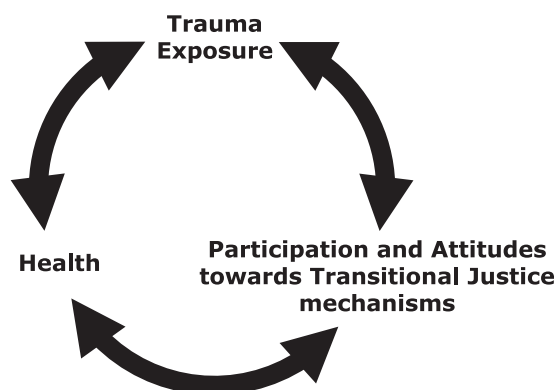 Trauma
Exposure
Health
Participation and Attitudes
towards Transitional Justice
mechanisms